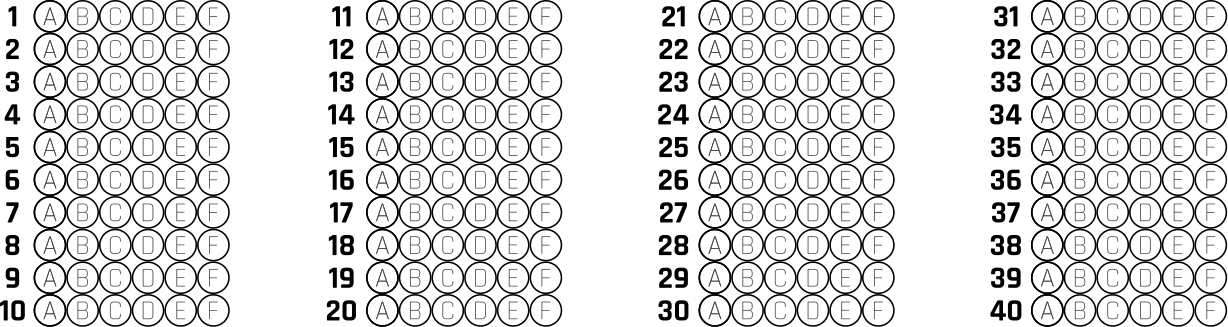 1 A B C D E F 11 A B C D E F 21 A B C D E F 31 A B C D E F
2 A B C D E F 12 A B C D E F 22 A B C D E F 32 A B C D E F
3 A B C D E F 13 A B C D E F 23 A B C D E F 33 A B C D E F
4 A B C D E F 14 A B C D E F 24 A B C D E F 34 A B C D E F
5 A B C D E F 15 A B C D E F 25 A B C D E F 35 A B C D E F
6 A B C D E F 16 A B C D E F 26 A B C D E F 36 A B C D E F
7 A B C D E F 17 A B C D E F 27 A B C D E F 37 A B C D E F
8 A B C D E F 18 A B C D E F 28 A B C D E F 38 A B C D E F
9 A B C D E F 19 A B C D E F 29 A B C D E F 39 A B C D E F
10 A B C D E F 20 A B C D E F 30 A B C D E F 40 A B C D E F